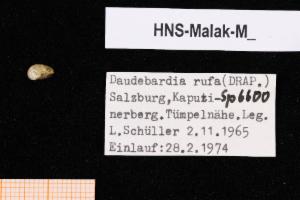 HNS-Malak-M_
Daudebardia rufa(DRAP.)
Salzburg,Kaputi-Sp6600
nerberg.Tümpelnähe.Leg.
L.Schüller 2.11.1965
Einlauf:28.2.1974